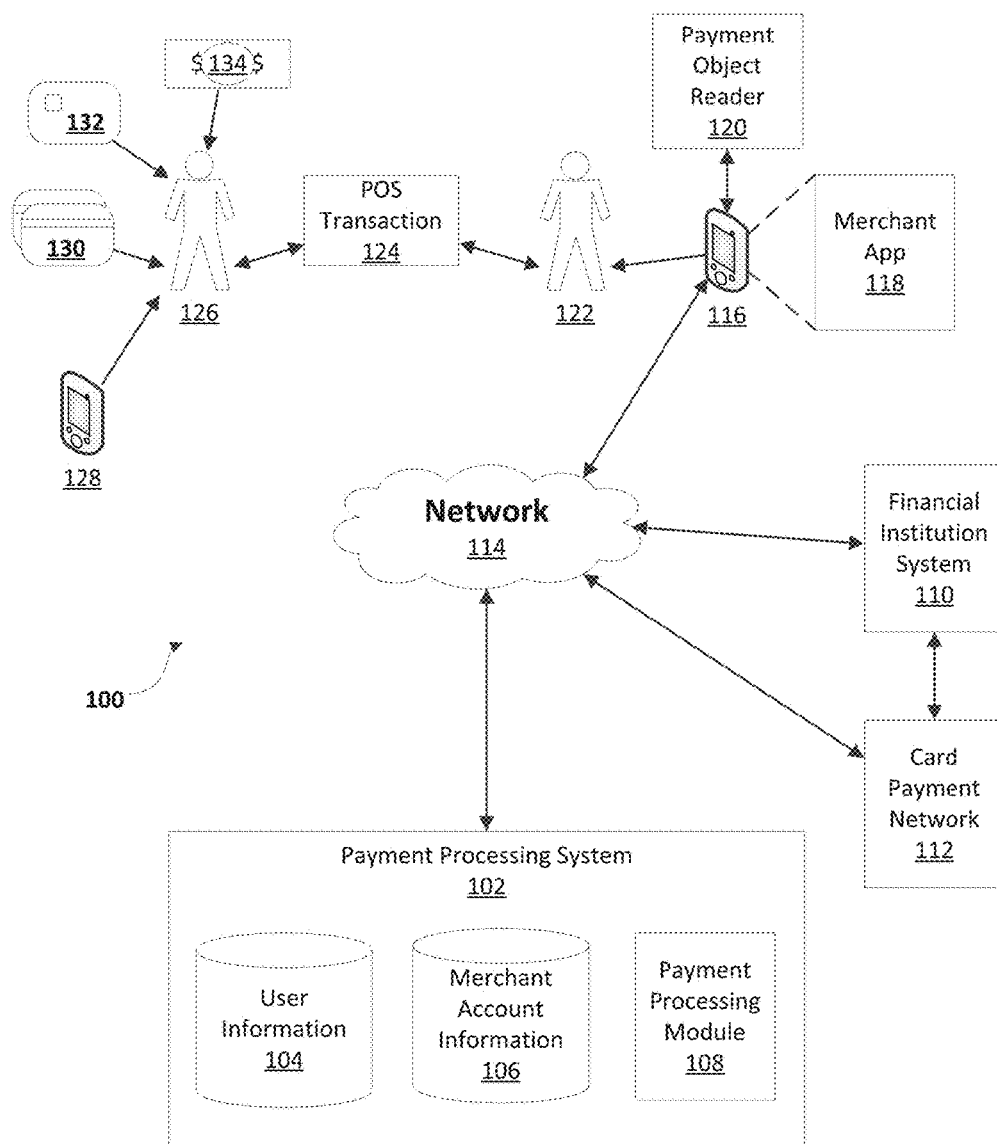 $ 134 $
Payment
Object
Reader
120
132
130
POS
Transaction
124
Merchant
App
118
126
122
116
128
Network
114
Financial
Institution
System
110
100
Card
Payment
Network
112
Payment Processing System
102
User
Information
104
Merchant
Account
Information
106
Payment
Processing
Module
108